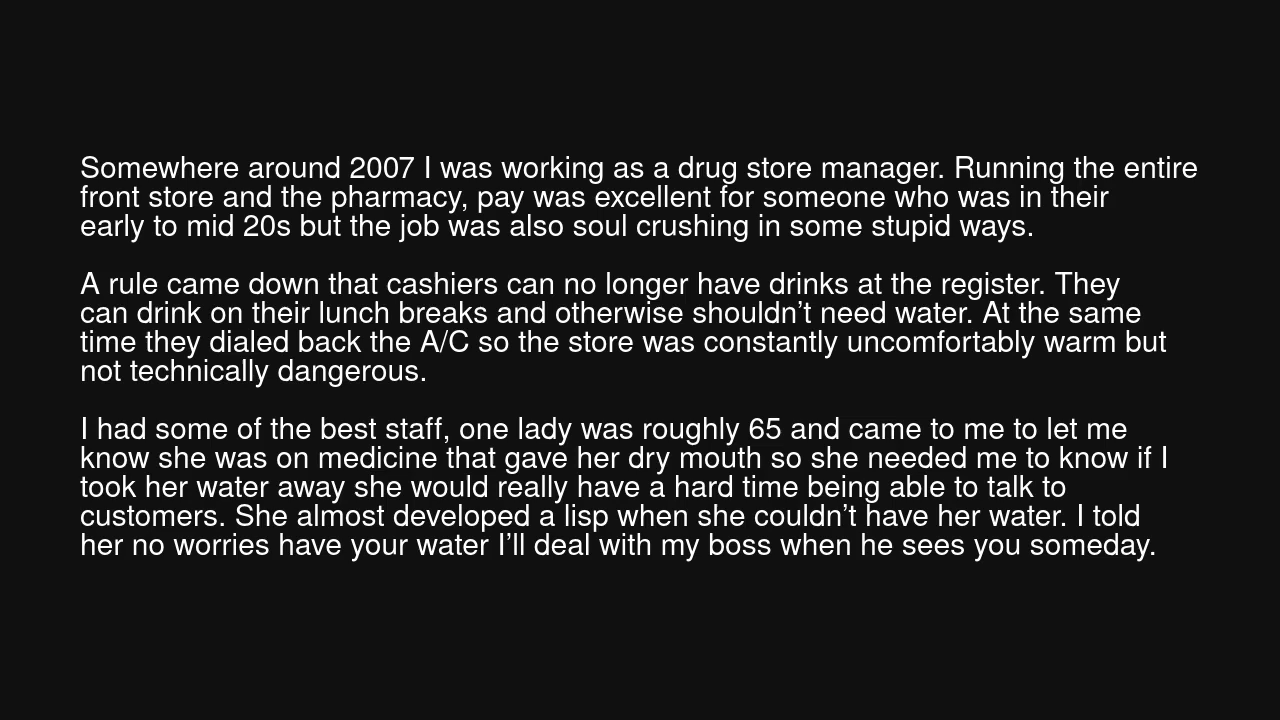 Somewhere around 2007 I was working as a drug store manager. Running the entire
front store and the pharmacy, pay was excellent for someone who was in their
early to mid 20s but the job was also soul crushing in some stupid ways.
A rule came down that cashiers can no longer have drinks at the register. They
can drink on their lunch breaks and otherwise shouldn’t need water. At the same
time they dialed back the A/C so the store was constantly uncomfortably warm but
not technically dangerous.
I had some of the best staff, one lady was roughly 65 and came to me to let me
know she was on medicine that gave her dry mouth so she needed me to know if I
took her water away she would really have a hard time being able to talk to
customers. She almost developed a lisp when she couldn’t have her water. I told
her no worries have your water I’ll deal with my boss when he sees you someday.